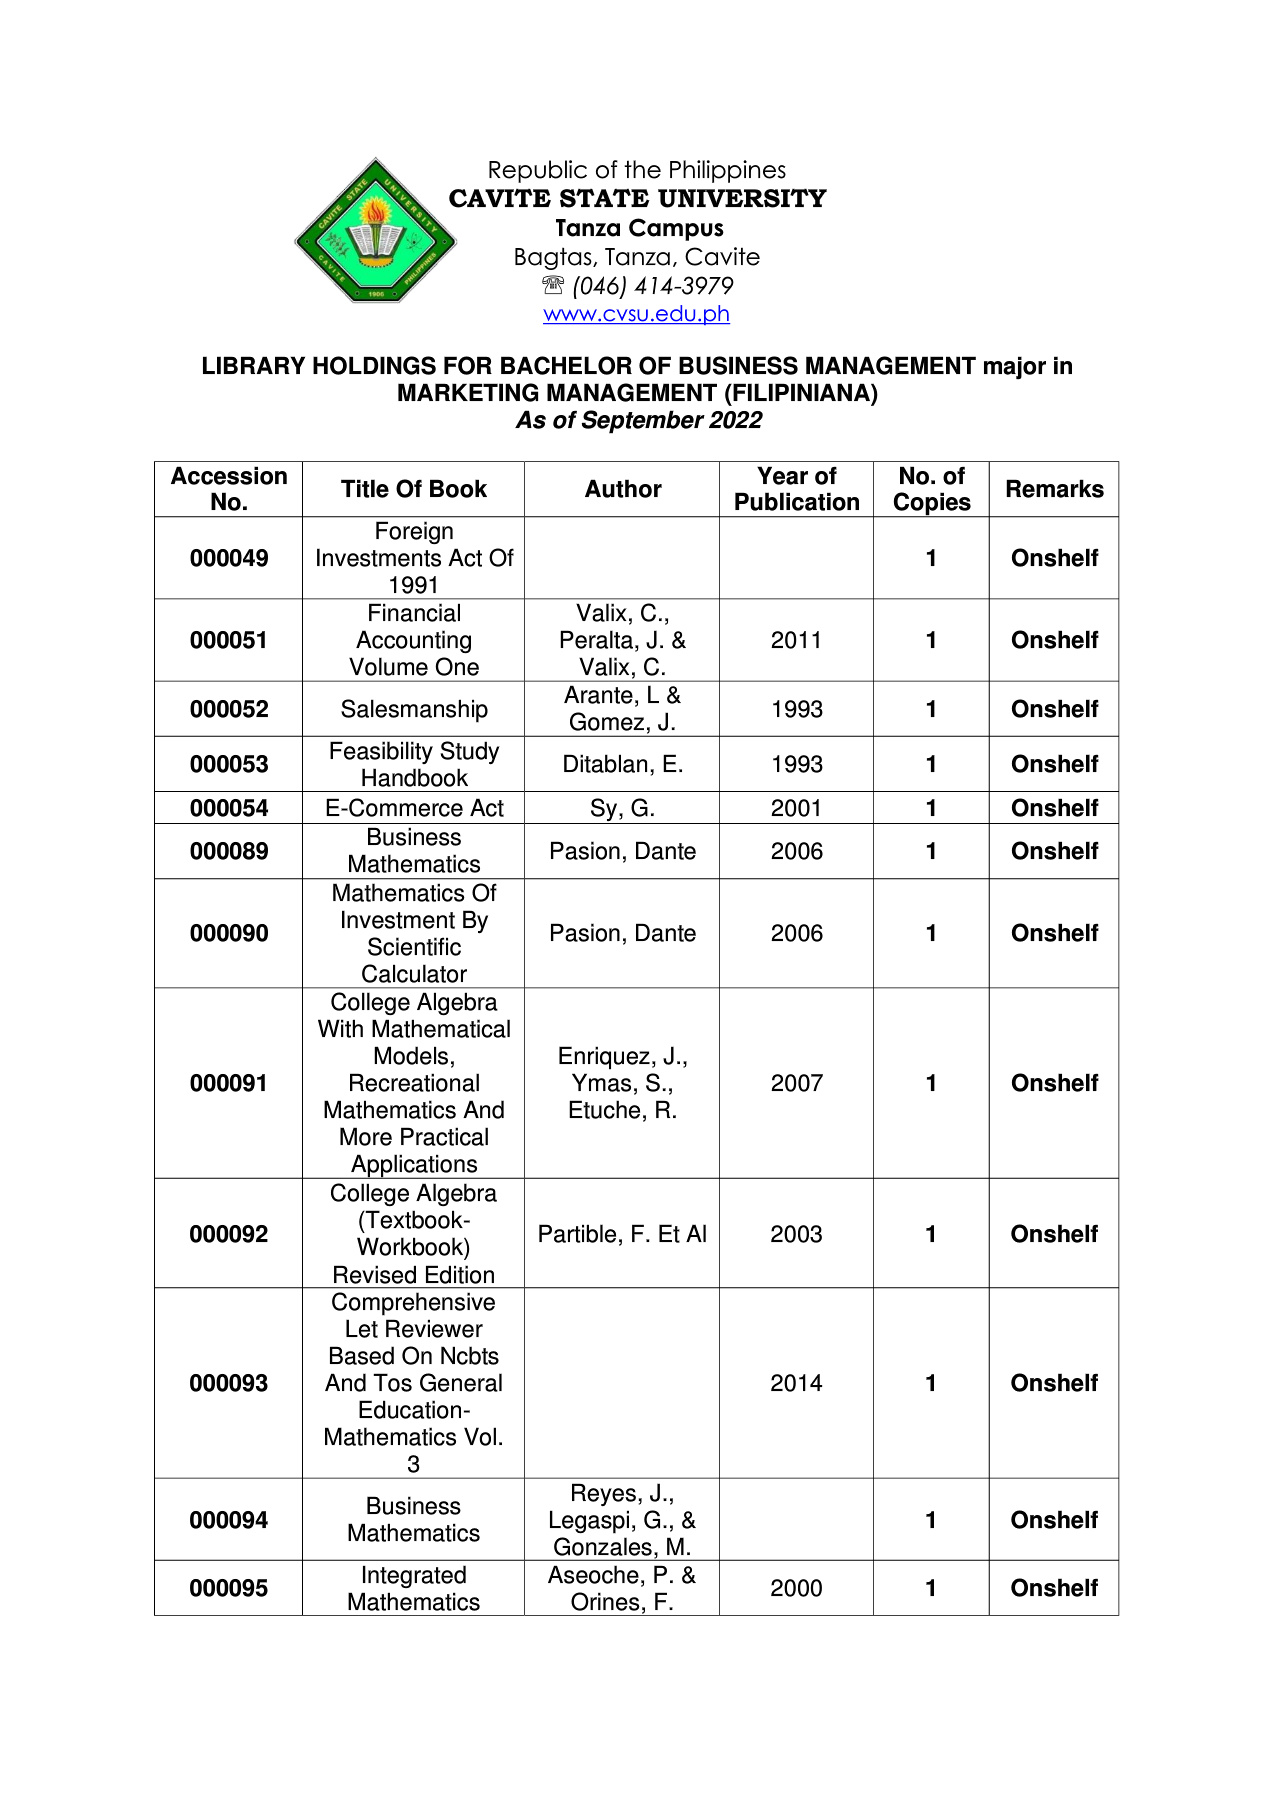 Republic of the Philippines
CAVITE STATE UNIVERSITY
Tanza Campus
Bagtas, Tanza, Cavite
☏ (046) 414-3979
www.cvsu.edu.ph
CAVITE STATE UNIVERSITY
CAVITE PHILIPPINES
1906
LIBRARY HOLDINGS FOR BACHELOR OF BUSINESS MANAGEMENT major in
MARKETING MANAGEMENT (FILIPINIANA)
As of September 2022
Accession No. Title Of Book Author Year of Publication No. of Copies Remarks
000049 Foreign Investments Act Of 1991 1 Onshelf
000051 Financial Accounting Volume One Valix, C., Peralta, J. & Valix, C. 2011 1 Onshelf
000052 Salesmanship Arante, L & Gomez, J. 1993 1 Onshelf
000053 Feasibility Study Handbook Ditablan, E. 1993 1 Onshelf
000054 E-Commerce Act Sy, G. 2001 1 Onshelf
000089 Business Mathematics Pasion, Dante 2006 1 Onshelf
000090 Mathematics Of Investment By Scientific Calculator Pasion, Dante 2006 1 Onshelf
000091 College Algebra With Mathematical Models, Recreational Mathematics And More Practical Applications Enriquez, J., Ymas, S., Etuche, R. 2007 1 Onshelf
000092 College Algebra (Textbook-Workbook) Revised Edition Partible, F. Et Al 2003 1 Onshelf
000093 Comprehensive Let Reviewer Based On Ncbts And Tos General Education-Mathematics Vol. 3 2014 1 Onshelf
000094 Business Mathematics Reyes, J., Legaspi, G., & Gonzales, M. 1 Onshelf
000095 Integrated Mathematics Aseoche, P. & Orines, F. 2000 1 Onshelf